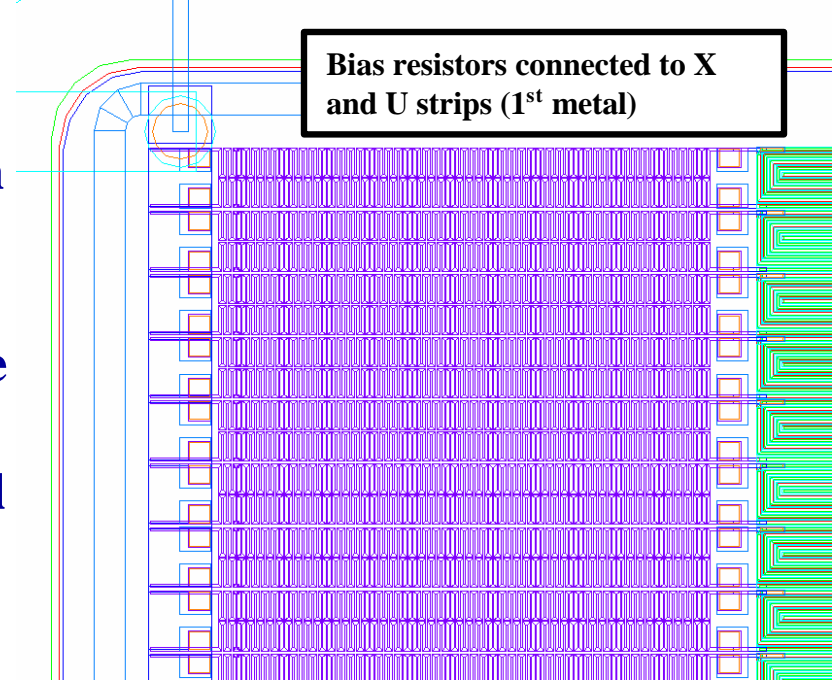 Bias resistors connected to X
and U strips (1st metal)